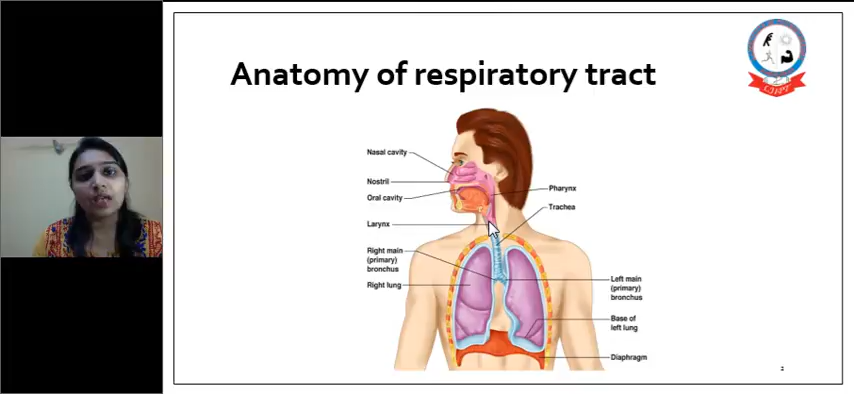 Anatomy of respiratory tract
Nasal cavity
Nostril
Oral cavity
Larynx
Right main
(primary)
bronchus
Right lung
Pharynx
Trachea
Left main
(primary)
bronchus
Base of
left lung
Diaphragm
2